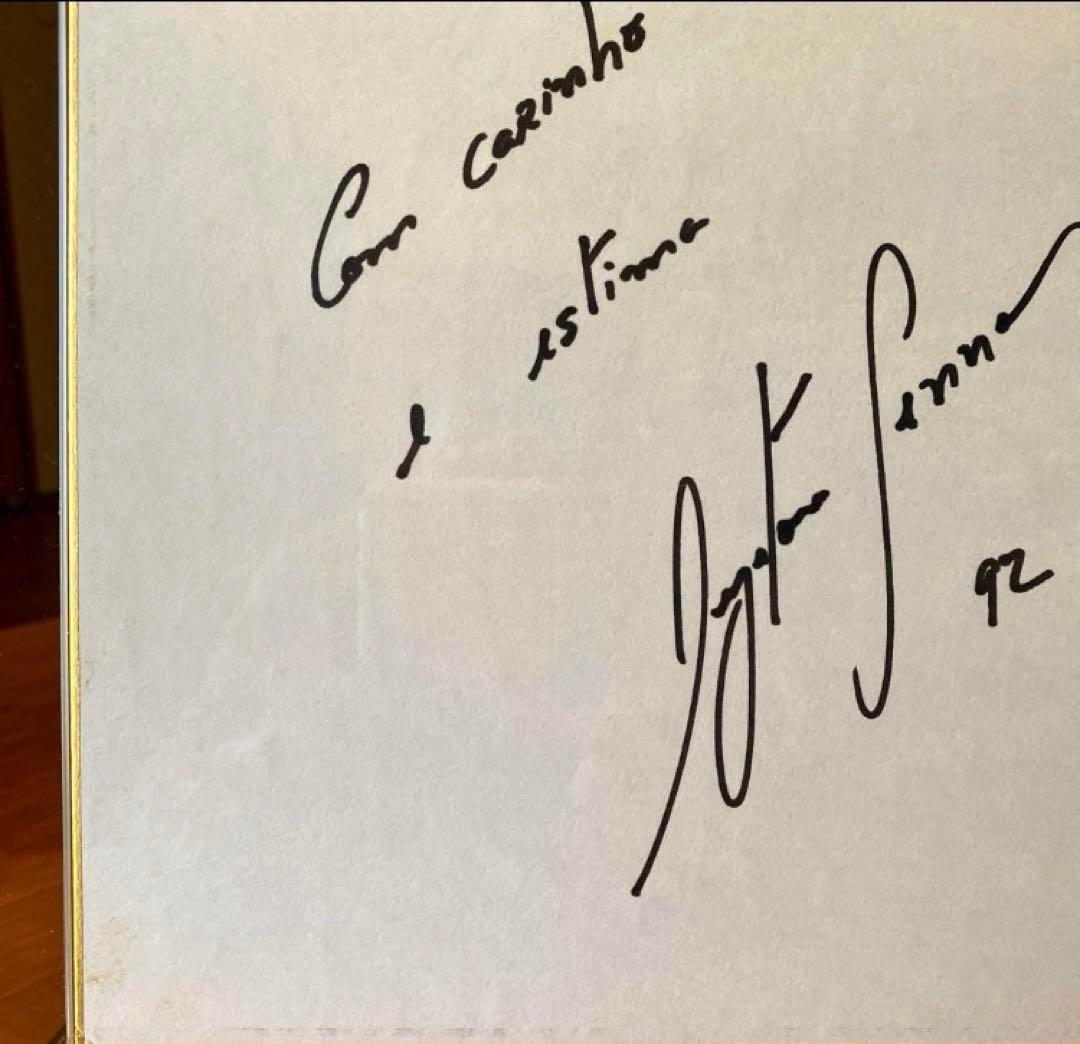 Com carinho
e estima
Ayrton Senna
92